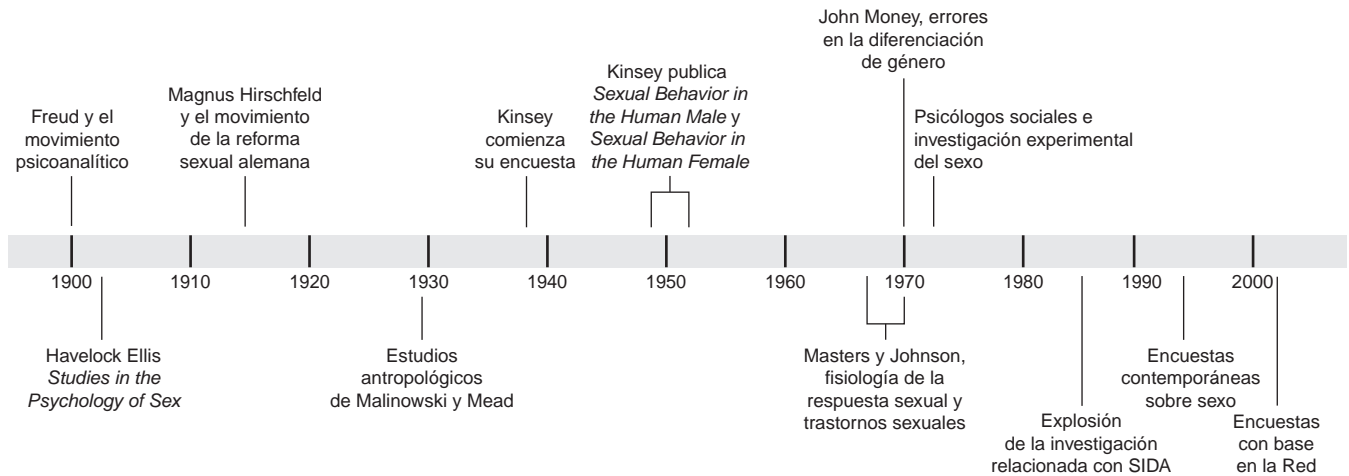 John Money, errores
en la diferenciación
de género
Kinsey publica
Sexual Behavior in
the Human Male y
Sexual Behavior in
the Human Female
Magnus Hirschfeld
y el movimiento
de la reforma
sexual alemana
Freud y el
movimiento
psicoanalítico
Kinsey
comienza
su encuesta
Psicólogos sociales e
investigación experimental
del sexo
1900 1910 1920 1930 1940 1950 1960 1970 1980 1990 2000
Havelock Ellis
Studies in the
Psychology of Sex
Estudios
antropológicos
de Malinowski y Mead
Masters y Johnson,
fisiología de la
respuesta sexual y
trastornos sexuales
Encuestas
contemporáneas
sobre sexo
Explosión
de la investigación
relacionada con SIDA
Encuestas
con base
en la Red